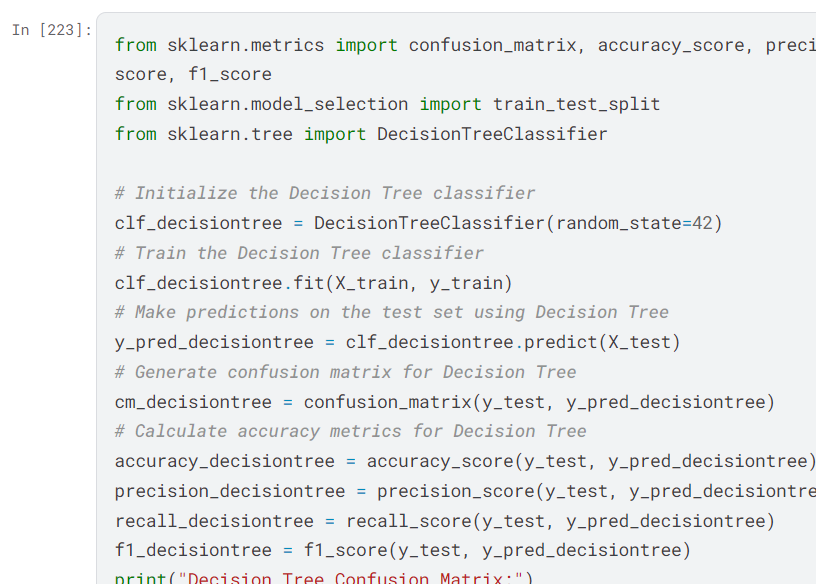 In [223]:
from sklearn.metrics import confusion_matrix, accuracy_score, preci
score, f1_score
from sklearn.model_selection import train_test_split
from sklearn.tree import DecisionTreeClassifier
# Initialize the Decision Tree classifier
clf_decisiontree = DecisionTreeClassifier(random_state=42)
# Train the Decision Tree classifier
clf_decisiontree.fit(X_train, y_train)
# Make predictions on the test set using Decision Tree
y_pred_decisiontree = clf_decisiontree.predict(X_test)
# Generate confusion matrix for Decision Tree
cm_decisiontree = confusion_matrix(y_test, y_pred_decisiontree)
# Calculate accuracy metrics for Decision Tree
accuracy_decisiontree = accuracy_score(y_test, y_pred_decisiontree)
precision_decisiontree = precision_score(y_test, y_pred_decisiontre
recall_decisiontree = recall_score(y_test, y_pred_decisiontree)
f1_decisiontree = f1_score(y_test, y_pred_decisiontree)
print("Decision Tree Confusion Matrix:")